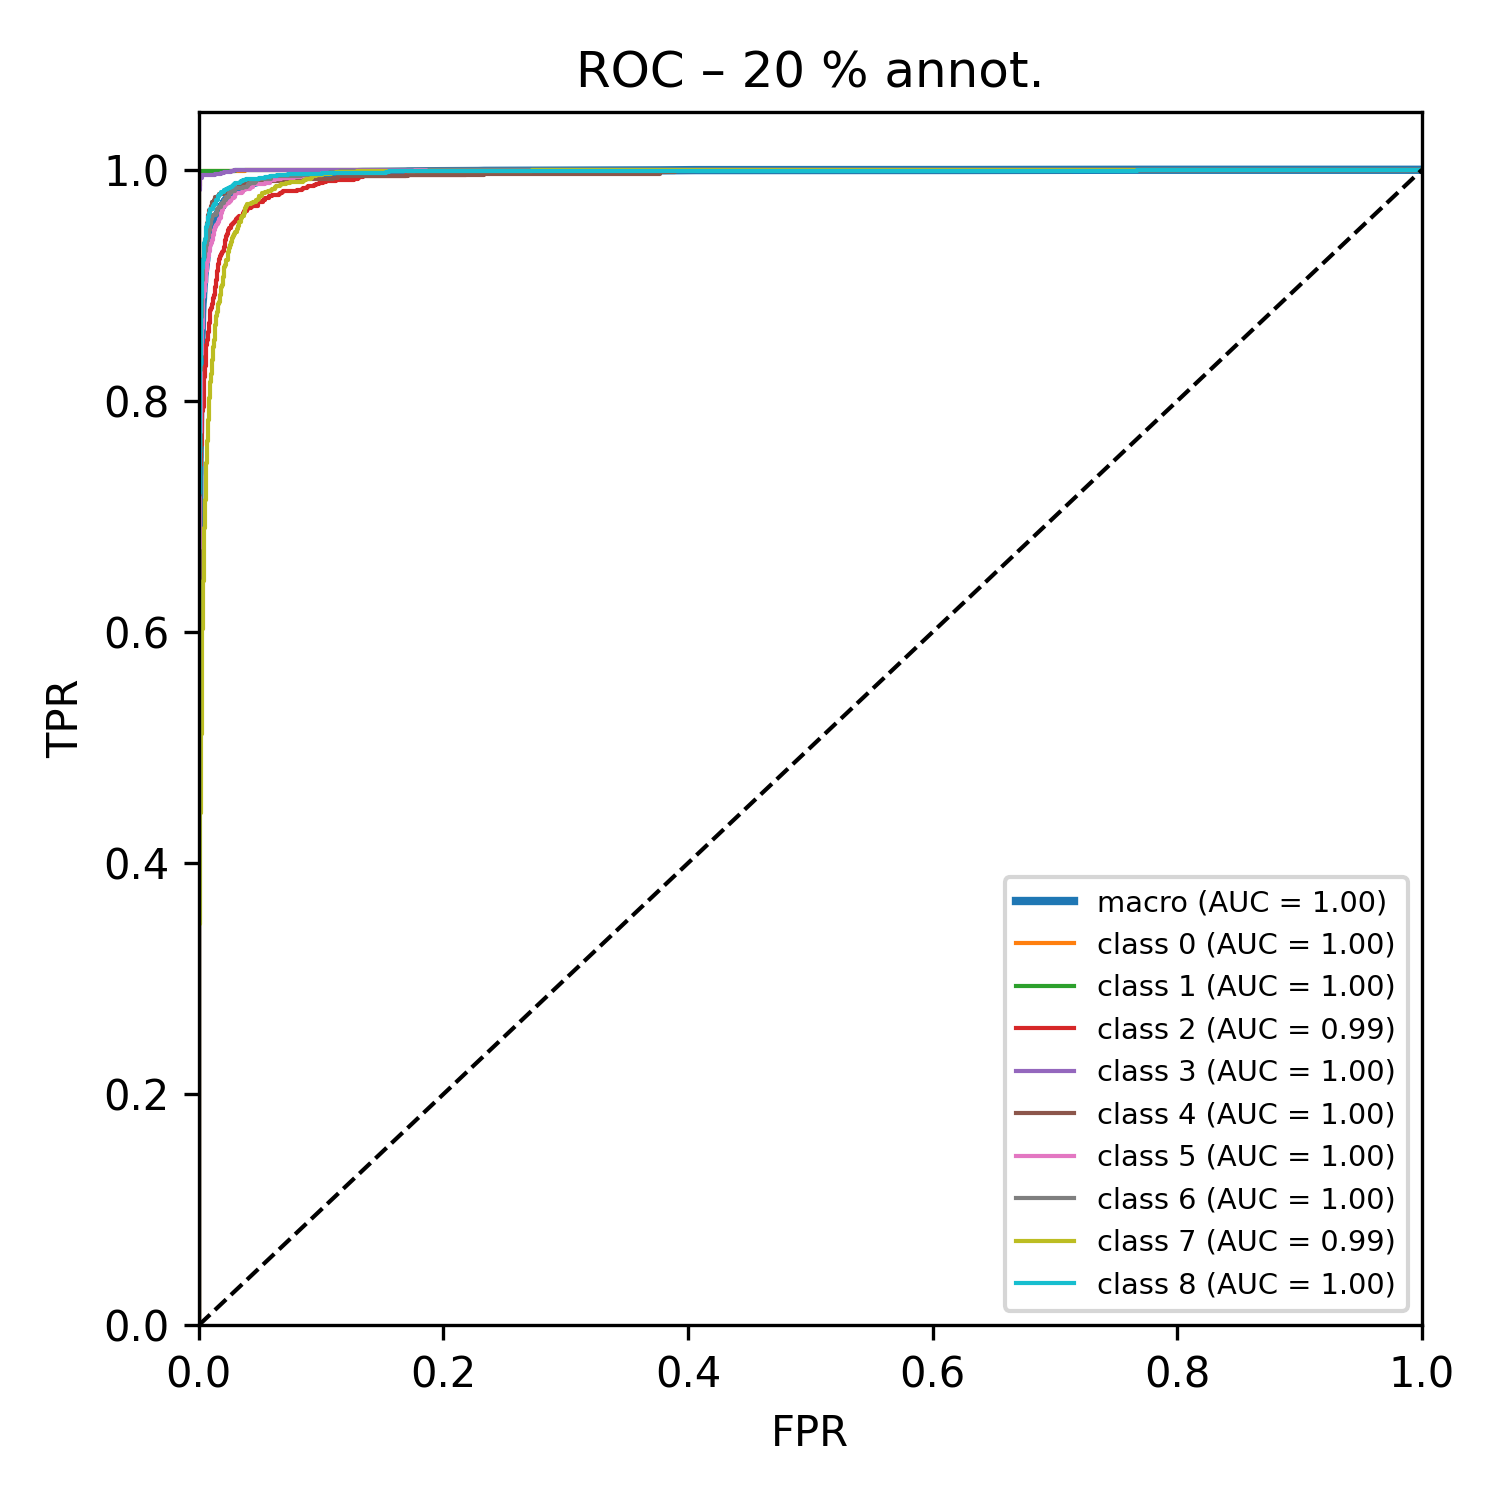 ROC – 20 % annot.
1.0
0.8
0.6
0.4
0.2
0.0
TPR
0.0 0.2 0.4 0.6 0.8 1.0
FPR
macro (AUC = 1.00)
class 0 (AUC = 1.00)
class 1 (AUC = 1.00)
class 2 (AUC = 0.99)
class 3 (AUC = 1.00)
class 4 (AUC = 1.00)
class 5 (AUC = 1.00)
class 6 (AUC = 1.00)
class 7 (AUC = 0.99)
class 8 (AUC = 1.00)